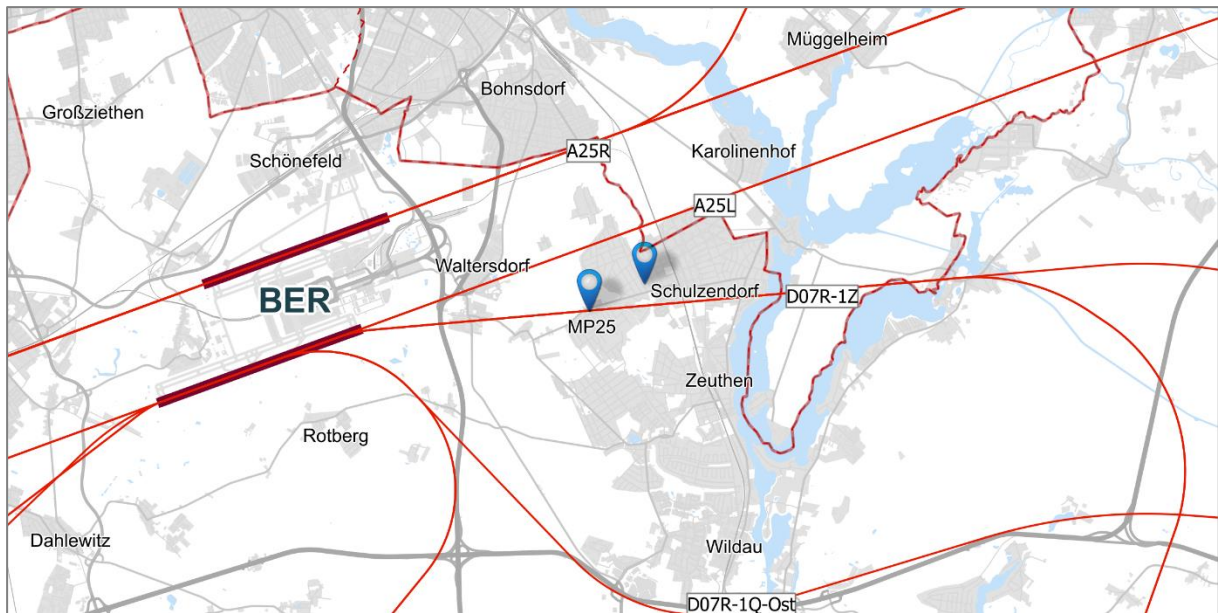 Müggelheim
Bohnsdorf
Großziethen
Schönefeld
A25R
Karolinenhof
A25L
Waltersdorf
BER
Schulzendorf
D07R-1Z
MP25
Zeuthen
Rotberg
Dahlewitz
Wildau
D07R-1Q-Ost